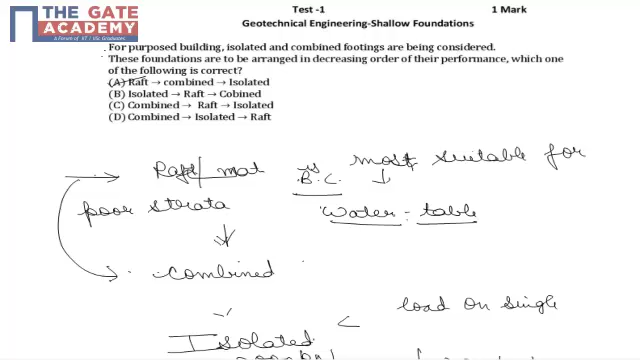 THE GATE ACADEMY
A Forum of IIT / IISC Graduates
Test -1
1 Mark
Geotechnical Engineering-Shallow Foundations
For purposed building, isolated and combined footings are being considered.
These foundations are to be arranged in decreasing order of their performance, which one
of the following is correct?
(A) Raft → combined → Isolated
(B) Isolated → Raft → Cobined
(C) Combined → Raft → Isolated
(D) Combined → Isolated → Raft
→ Raft/mat is most suitable for
poor strata B.C. ↓
Water-table
↓
→ Combined
Isolated < load on single